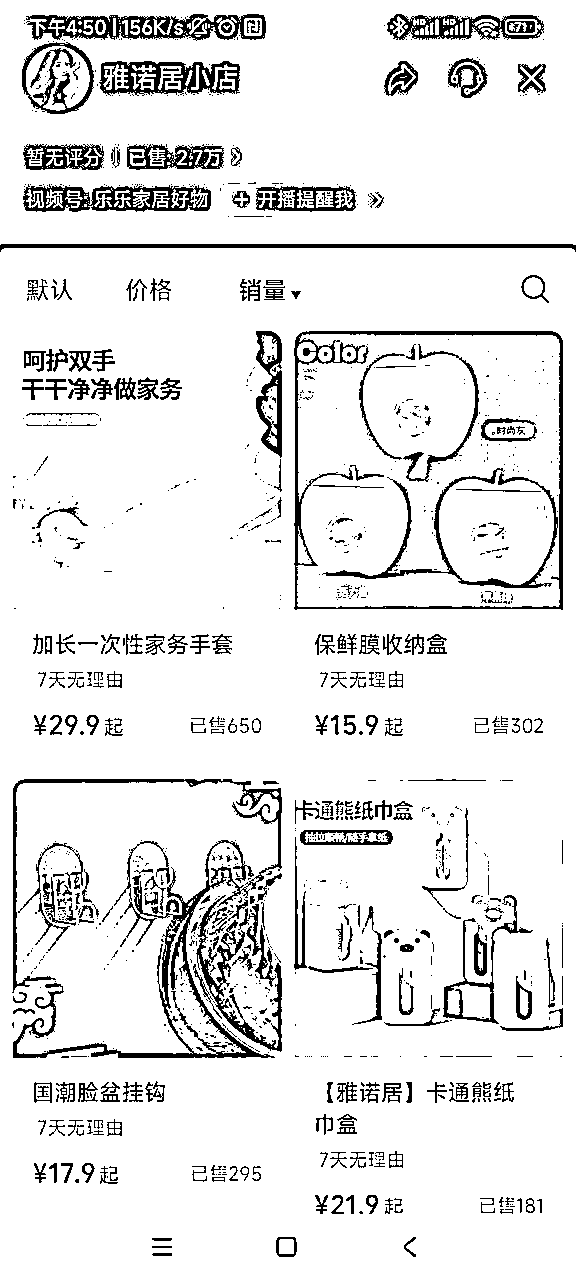 下午4:50 | 156K/s
雅诺居小店
暂无评分 | 已售 2.7万 >
视频号: 乐乐家居好物 + 开播提醒我 >>
默认 价格 销量
呵护双手
干干净净做家务
Color
时尚灰
加长一次性家务手套
7天无理由
¥29.9 起 已售650
保鲜膜收纳盒
7天无理由
¥15.9 起 已售302
卡通熊纸巾盒
国潮脸盆挂钩
7天无理由
¥17.9 起 已售295
【雅诺居】卡通熊纸
巾盒
7天无理由
¥21.9 起 已售181